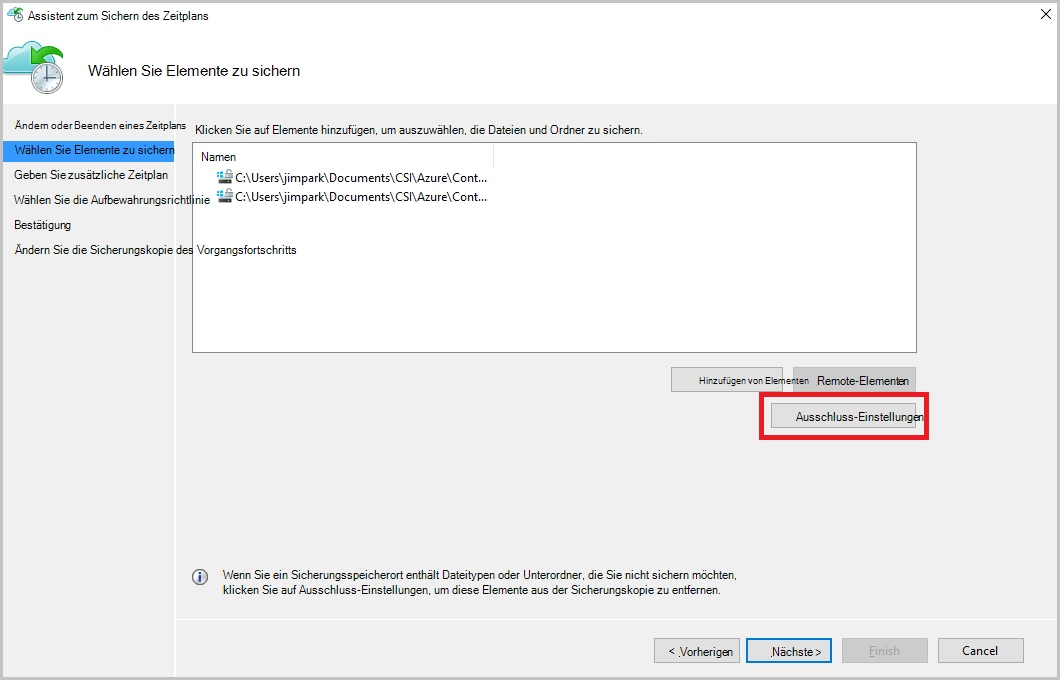 Assistent zum Sichern des Zeitplans
Wählen Sie Elemente zu sichern
Ändern oder Beenden eines Zeitplans
Wählen Sie Elemente zu sichern
Geben Sie zusätzliche Zeitplan
Wählen Sie die Aufbewahrungsrichtlinie
Bestätigung
Ändern Sie die Sicherungskopie des Vorgangsfortschritts
Klicken Sie auf Elemente hinzufügen, um auszuwählen, die Dateien und Ordner zu sichern.
Namen
C:\Users\jimpark\Documents\CSI\Azure\Cont...
C:\Users\jimpark\Documents\CSI\Azure\Cont...
Hinzufügen von Elementen
Remote-Elementen
Ausschluss-Einstellungen
Wenn Sie ein Sicherungsspeicherort enthält Dateitypen oder Unterordner, die Sie nicht sichern möchten,
klicken Sie auf Ausschluss-Einstellungen, um diese Elemente aus der Sicherungskopie zu entfernen.
< Vorherigen
Nächste >
Finish
Cancel